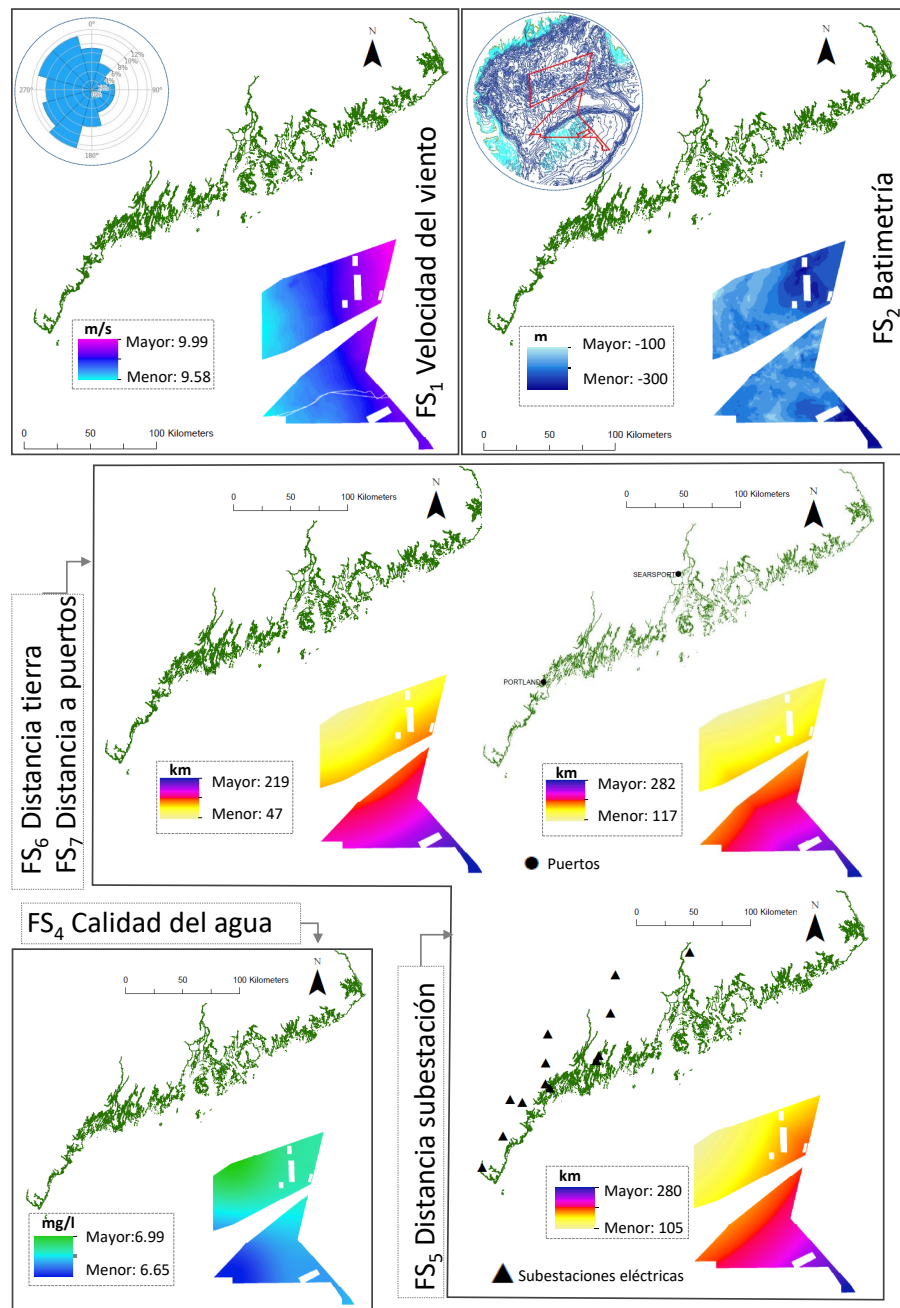 0°
12%
10%
8%
6%
90°
270°
180°
N
FS1 Velocidad del viento
m/s
Mayor: 9.99
Menor: 9.58
0 50 100 Kilometers
N
FS2 Batimetría
m
Mayor: -100
Menor: -300
0 50 100 Kilometers
FS6 Distancia tierra
FS7 Distancia a puertos
0 50 100 Kilometers
N
km
Mayor: 219
Menor: 47
0 50 100 Kilometers
N
SEARSPORT
PORTLAND
km
Mayor: 282
Menor: 117
Puertos
FS4 Calidad del agua
0 50 100 Kilometers
N
mg/l
Mayor:6.99
Menor: 6.65
FS5 Distancia subestación
0 50 100 Kilometers
N
km
Mayor: 280
Menor: 105
Subestaciones eléctricas